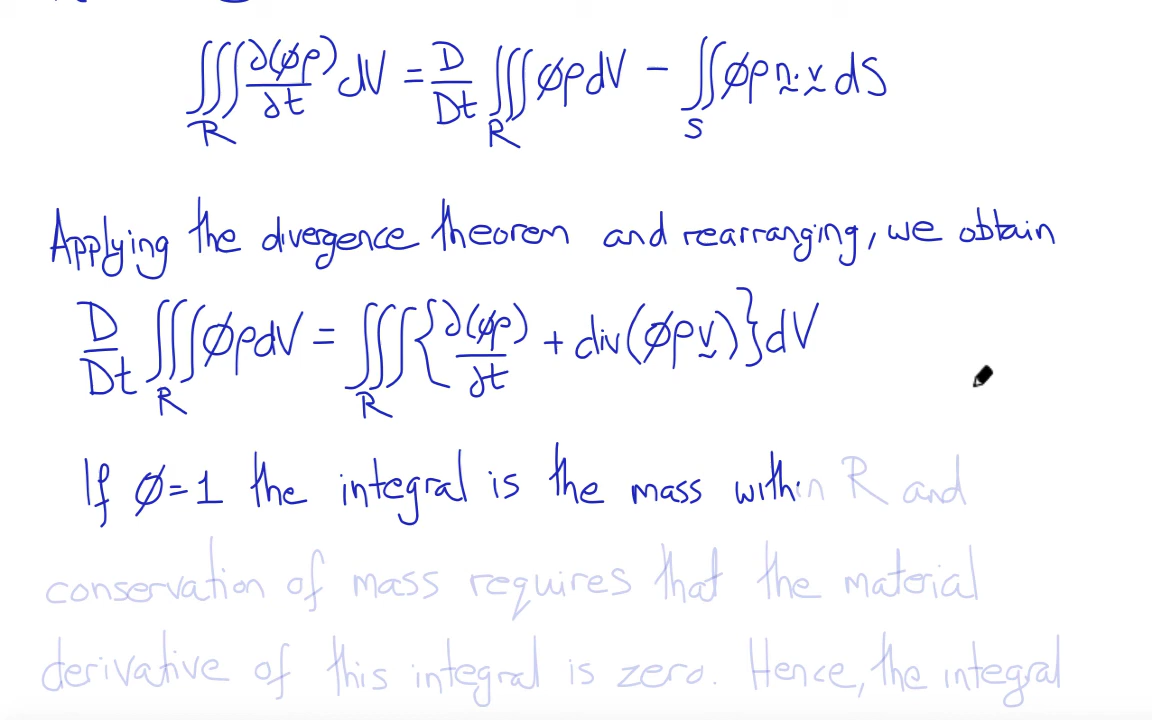 ∭_R ∂(φρ)/∂t dV = D/Dt ∭_R φρ dV − ∬_S φρ n·v dS
Applying the divergence theorem and rearranging, we obtain
D/Dt ∭_R φρdV = ∭_R {∂(φρ)/∂t + div(φρv)}dV
If φ=1 the integral is the mass within R and
conservation of mass requires that the material
derivative of this integral is zero. Hence, the integral